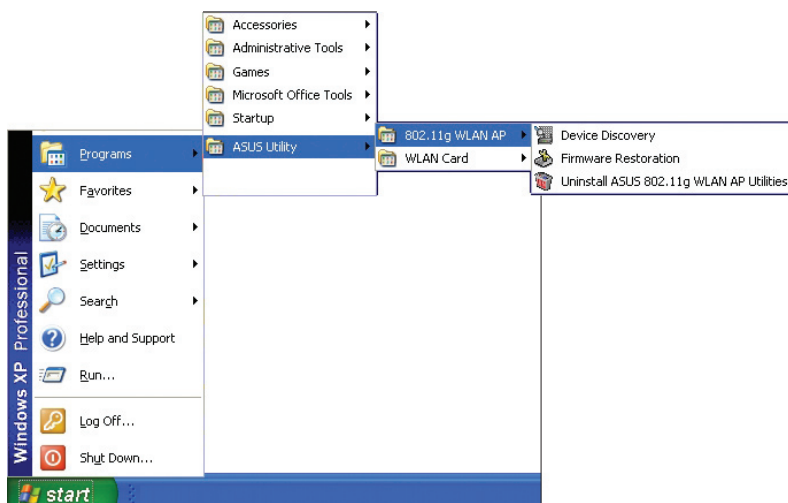 Accessories
Administrative Tools
Games
Microsoft Office Tools
Startup
ASUS Utility
802.11g WLAN AP
WLAN Card
Device Discovery
Firmware Restoration
Uninstall ASUS 802.11g WLAN AP Utilities
Programs
Favorites
Documents
Settings
Search
Help and Support
Run...
Log Off...
Shut Down...
Windows XP Professional
start